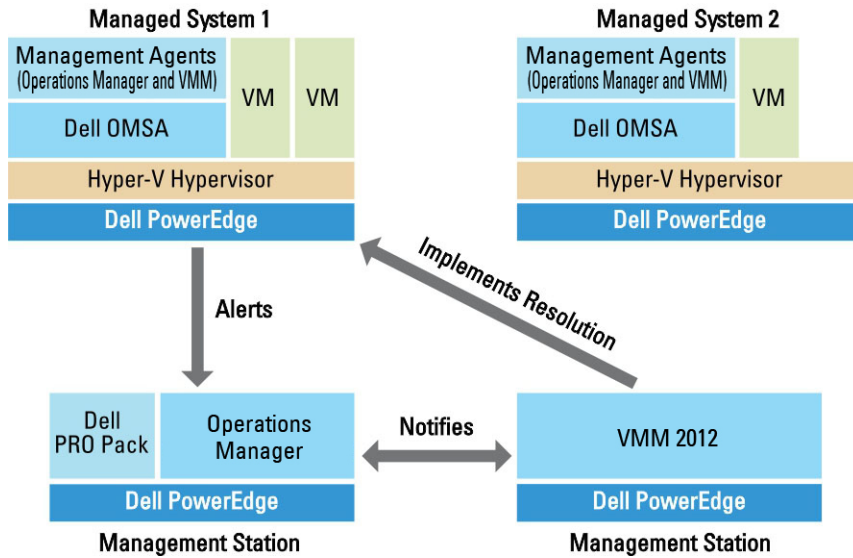 Managed System 1
Management Agents
(Operations Manager and VMM)
Dell OMSA
VM
VM
Hyper-V Hypervisor
Dell PowerEdge
Managed System 2
Management Agents
(Operations Manager and VMM)
Dell OMSA
VM
Hyper-V Hypervisor
Dell PowerEdge
Alerts
Implements Resolution
Dell
PRO Pack
Operations
Manager
Dell PowerEdge
Management Station
Notifies
VMM 2012
Dell PowerEdge
Management Station